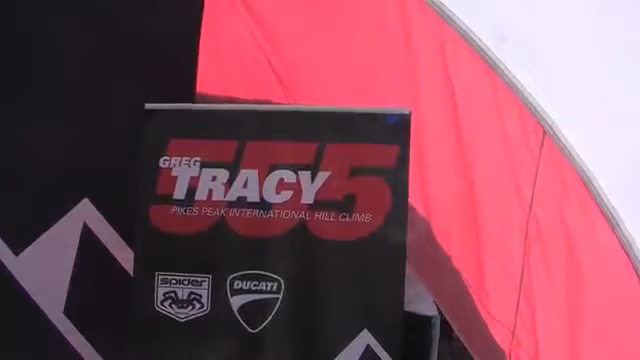 555
GREG
TRACY
PIKES PEAK INTERNATIONAL HILL CLIMB
spider
DUCATI